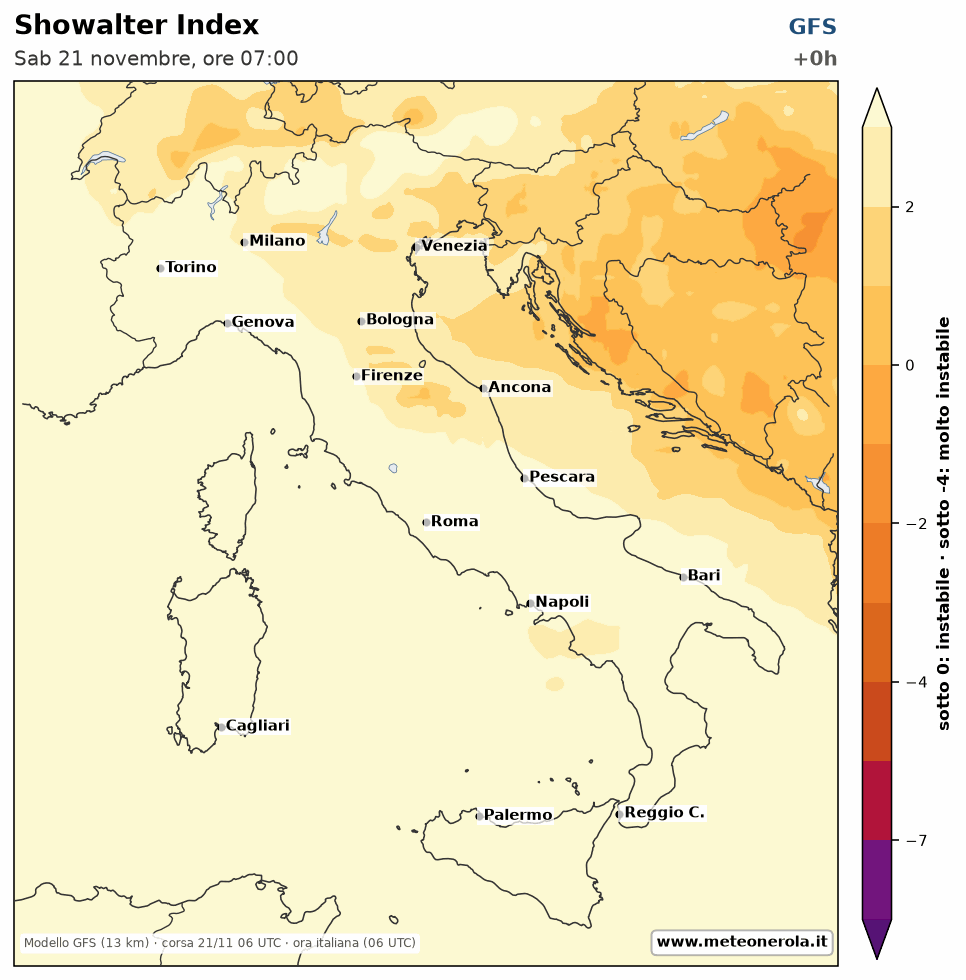 Showalter Index
GFS
Sab 21 novembre, ore 07:00
+0h
Milano
Venezia
Torino
Genova
Bologna
Firenze
Ancona
Pescara
Roma
Bari
Napoli
Cagliari
Palermo
Reggio C.
2
0
−2
−4
−7
sotto 0: instabile · sotto -4: molto instabile
Modello GFS (13 km) · corsa 21/11 06 UTC · ora italiana (06 UTC)
www.meteonerola.it